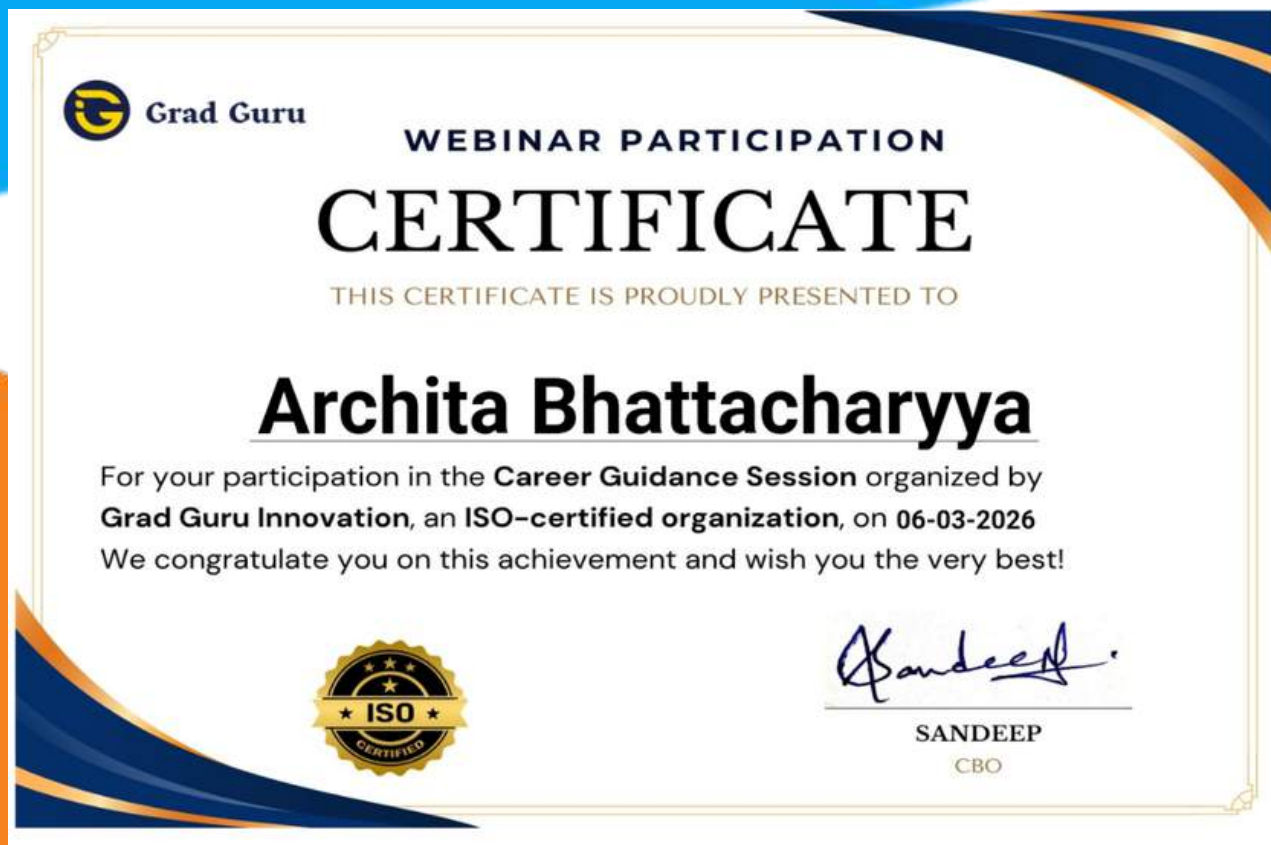 Grad Guru
WEBINAR PARTICIPATION
CERTIFICATE
THIS CERTIFICATE IS PROUDLY PRESENTED TO
Archita Bhattacharyya
For your participation in the Career Guidance Session organized by
Grad Guru Innovation, an ISO-certified organization, on 06-03-2026
We congratulate you on this achievement and wish you the very best!
ISO
CERTIFIED
Sandeep
SANDEEP
CBO